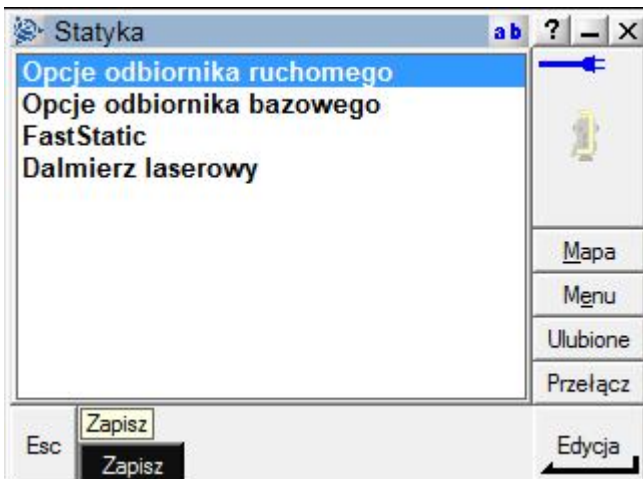 Statyka
ab
?
Opcje odbiornika ruchomego
Opcje odbiornika bazowego
FastStatic
Dalmierz laserowy
Mapa
Menu
Ulubione
Przełącz
Esc
Zapisz
Zapisz
Edycja